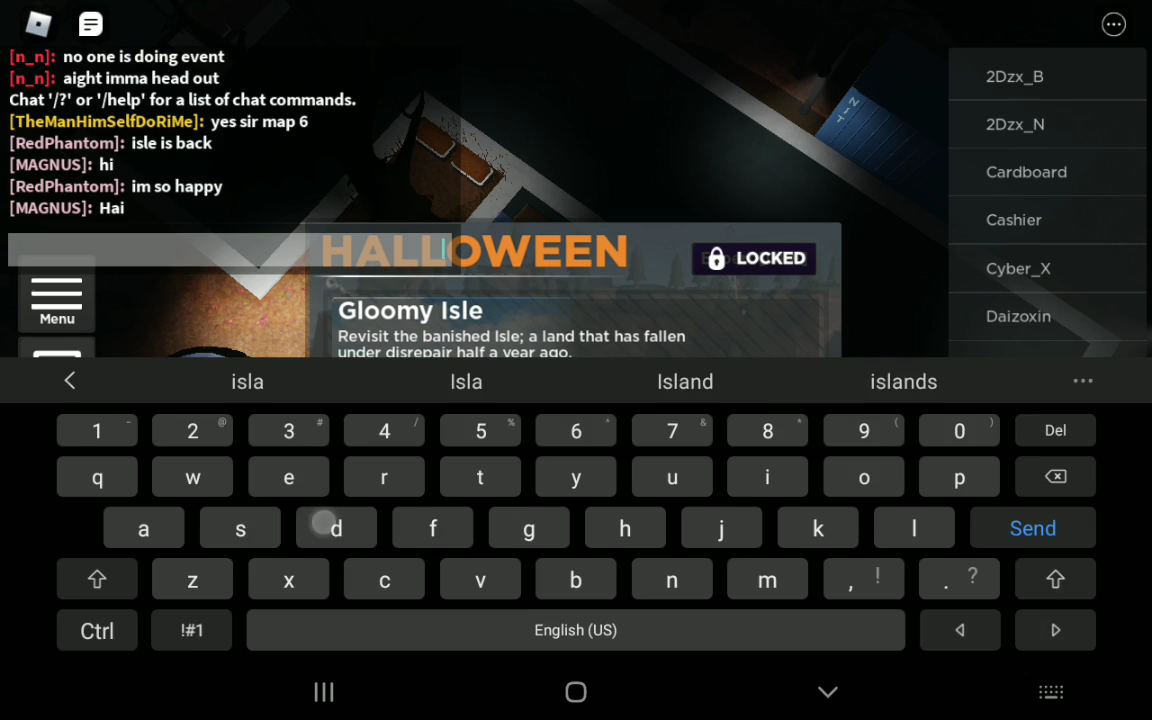 [n_n]: no one is doing event
[n_n]: aight imma head out
Chat '/?' or '/help' for a list of chat commands.
[TheManHimSelfDoRiMe]: yes sir map 6
[RedPhantom]: isle is back
[MAGNUS]: hi
[RedPhantom]: im so happy
[MAGNUS]: Hai
2Dzx_B
2Dzx_N
Cardboard
Cashier
Cyber_X
Daizoxin
HALLOWEEN
LOCKED
Menu
Gloomy Isle
Revisit the banished Isle; a land that has fallen
under disrepair half a year ago.
isla Isla Island islands
1 ~ 2 @ 3 # 4 / 5 % 6 ^ 7 & 8 * 9 ( 0 ) Del
q w e r t y u i o p
a s d f g h j k l Send
z x c v b n m , ! . ?
Ctrl !#1 English (US)